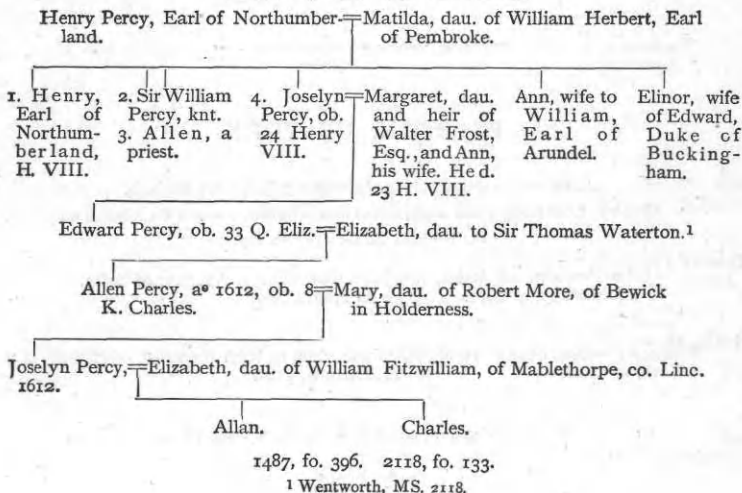 Henry Percy, Earl of Northumber-
land.
Matilda, dau. of William Herbert, Earl
of Pembroke.
1. Henry,
Earl of
Northum-
berland,
H. VIII.
2. Sir William
Percy, knt.
3. Allen, a
priest.
4. Joselyn
Percy, ob.
24 Henry
VIII.
Margaret, dau.
and heir of
Walter Frost,
Esq., and Ann,
his wife. He d.
23 H. VIII.
Ann, wife to
William,
Earl of
Arundel.
Elinor, wife
of Edward,
Duke of
Bucking-
ham.
Edward Percy, ob. 33 Q. Eliz.
Elizabeth, dau. to Sir Thomas Waterton.¹
Allen Percy, aº 1612, ob. 8
K. Charles.
Mary, dau. of Robert More, of Bewick
in Holderness.
Joselyn Percy,
1612.
Elizabeth, dau. of William Fitzwilliam, of Mablethorpe, co. Linc.
Allan.
Charles.
1487, fo. 396. 2118, fo. 133.
¹ Wentworth, MS. 2118.